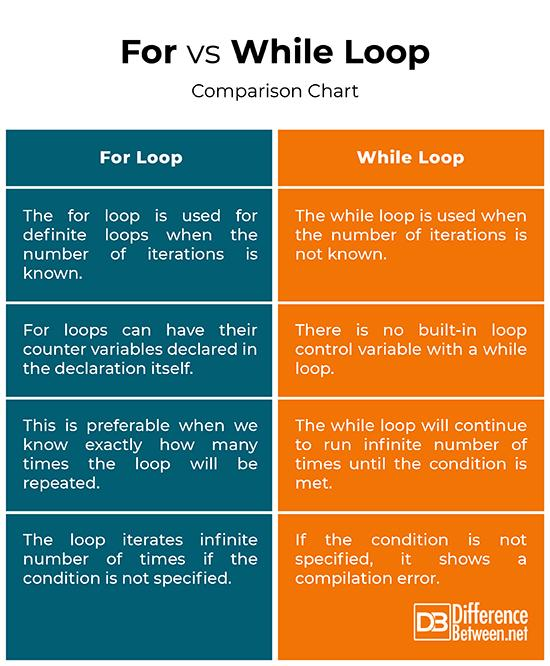 For vs While Loop
Comparison Chart
For Loop
While Loop
The for loop is used for
definite loops when the
number of iterations is
known.
The while loop is used when
the number of iterations is
not known.
For loops can have their
counter variables declared in
the declaration itself.
There is no built-in loop
control variable with a while
loop.
This is preferable when we
know exactly how many
times the loop will be
repeated.
The while loop will continue
to run infinite number of
times until the condition is
met.
The loop iterates infinite
number of times if the
condition is not specified.
If the condition is not
specified, it shows a
compilation error.
DB Difference
Between.net